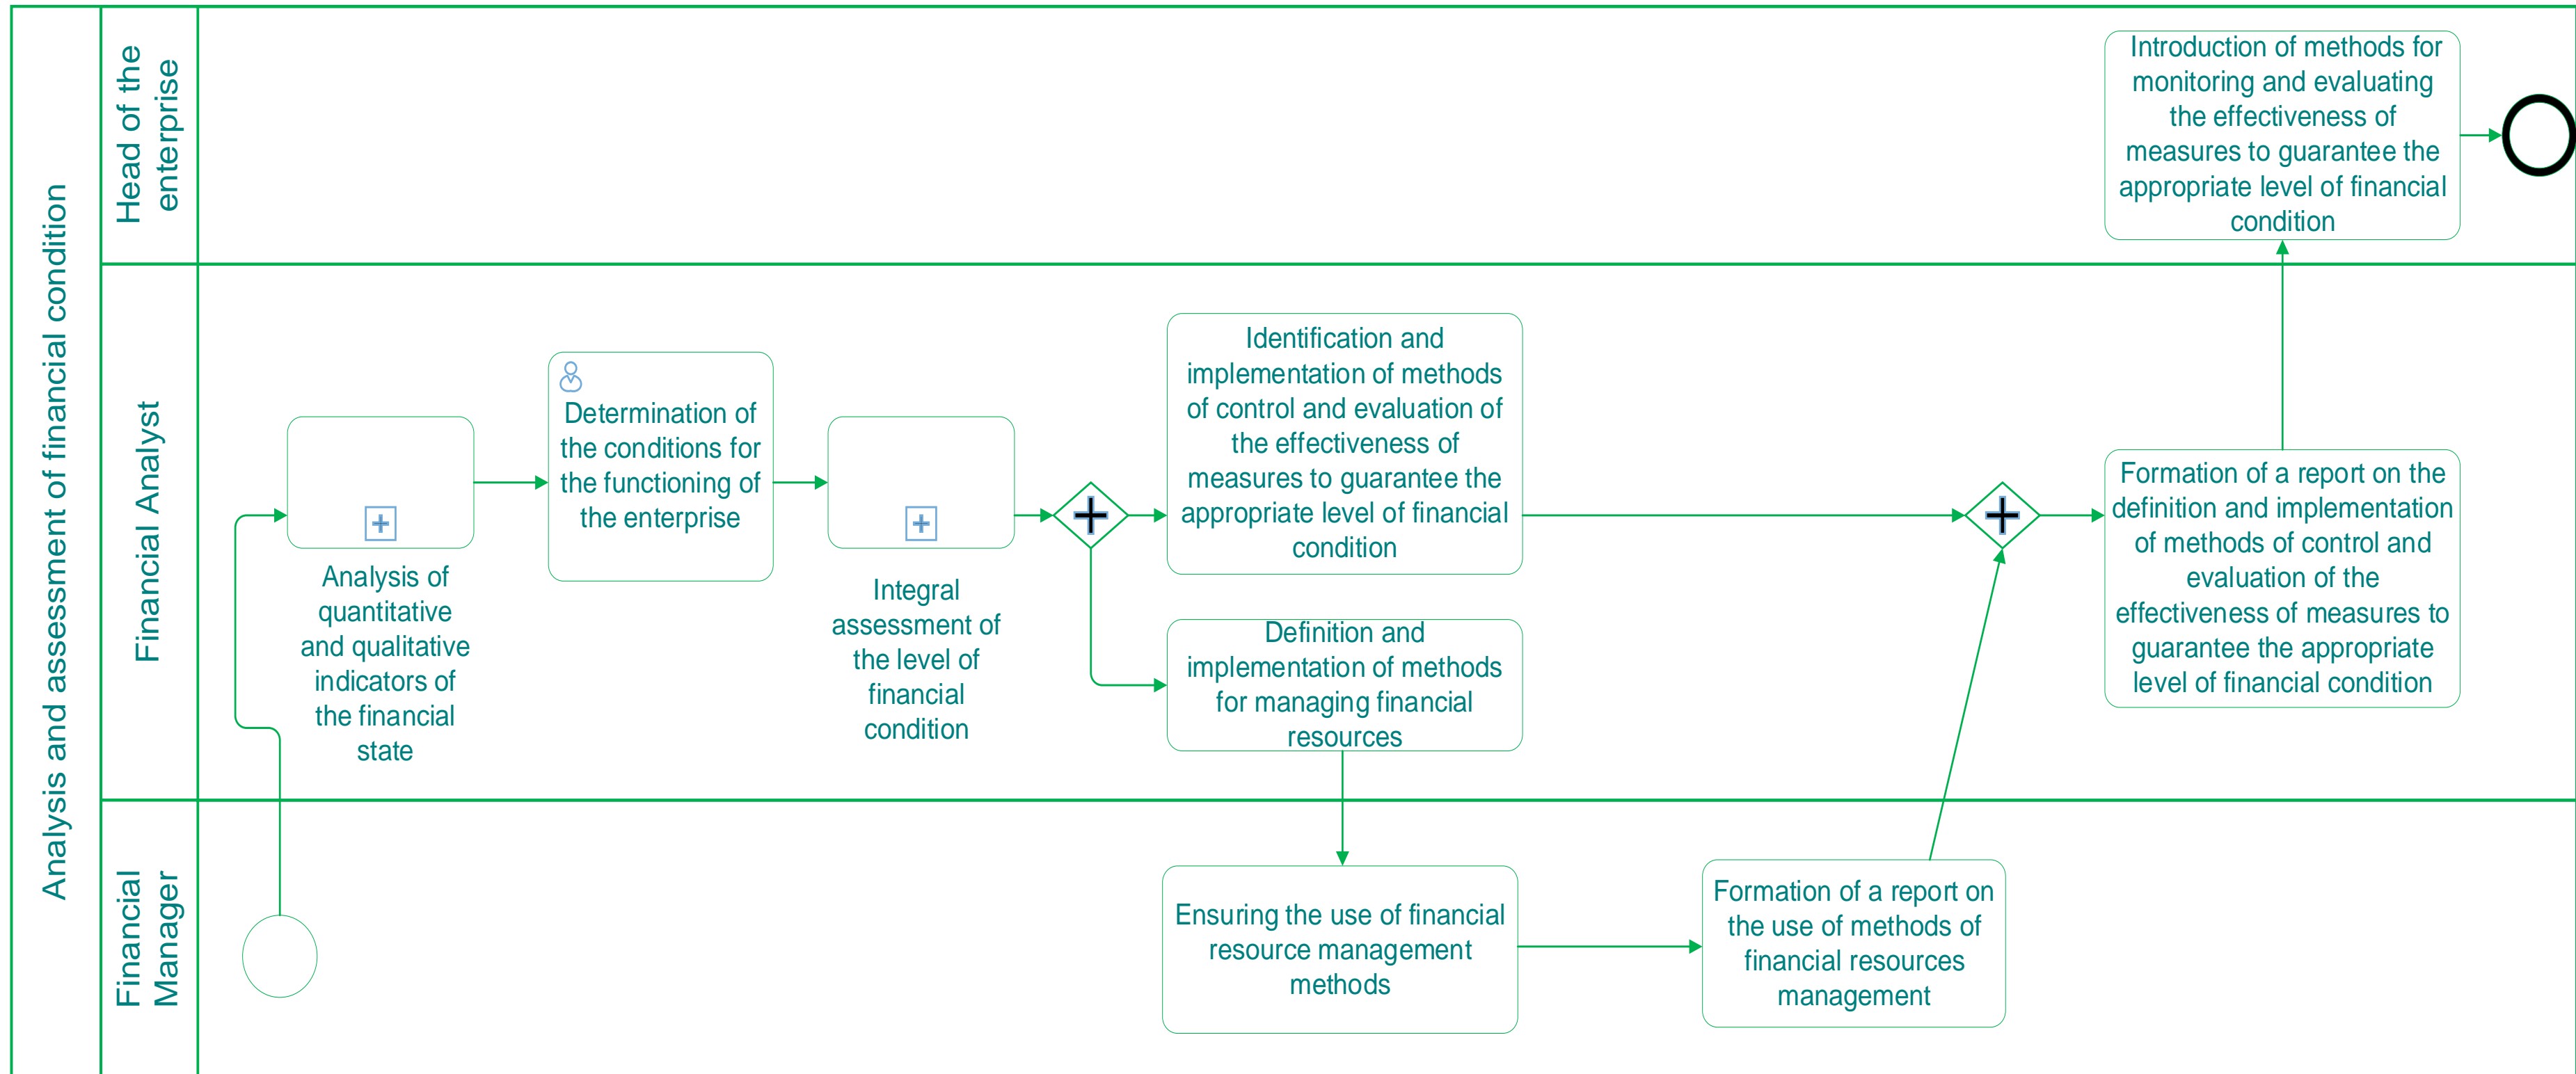 Analysis and assessment of financial condition
Head of the
enterprise
Introduction of methods for
monitoring and evaluating
the effectiveness of
measures to guarantee the
appropriate level of financial
condition
Financial Analyst
Analysis of
quantitative
and qualitative
indicators of
the financial
state
Determination of
the conditions for
the functioning of
the enterprise
Integral
assessment of
the level of
financial
condition
Identification and
implementation of methods
of control and evaluation of
the effectiveness of
measures to guarantee the
appropriate level of financial
condition
Definition and
implementation of methods
for managing financial
resources
Formation of a report on the
definition and implementation
of methods of control and
evaluation of the
effectiveness of measures to
guarantee the appropriate
level of financial condition
Financial
Manager
Ensuring the use of financial
resource management
methods
Formation of a report on
the use of methods of
financial resources
management